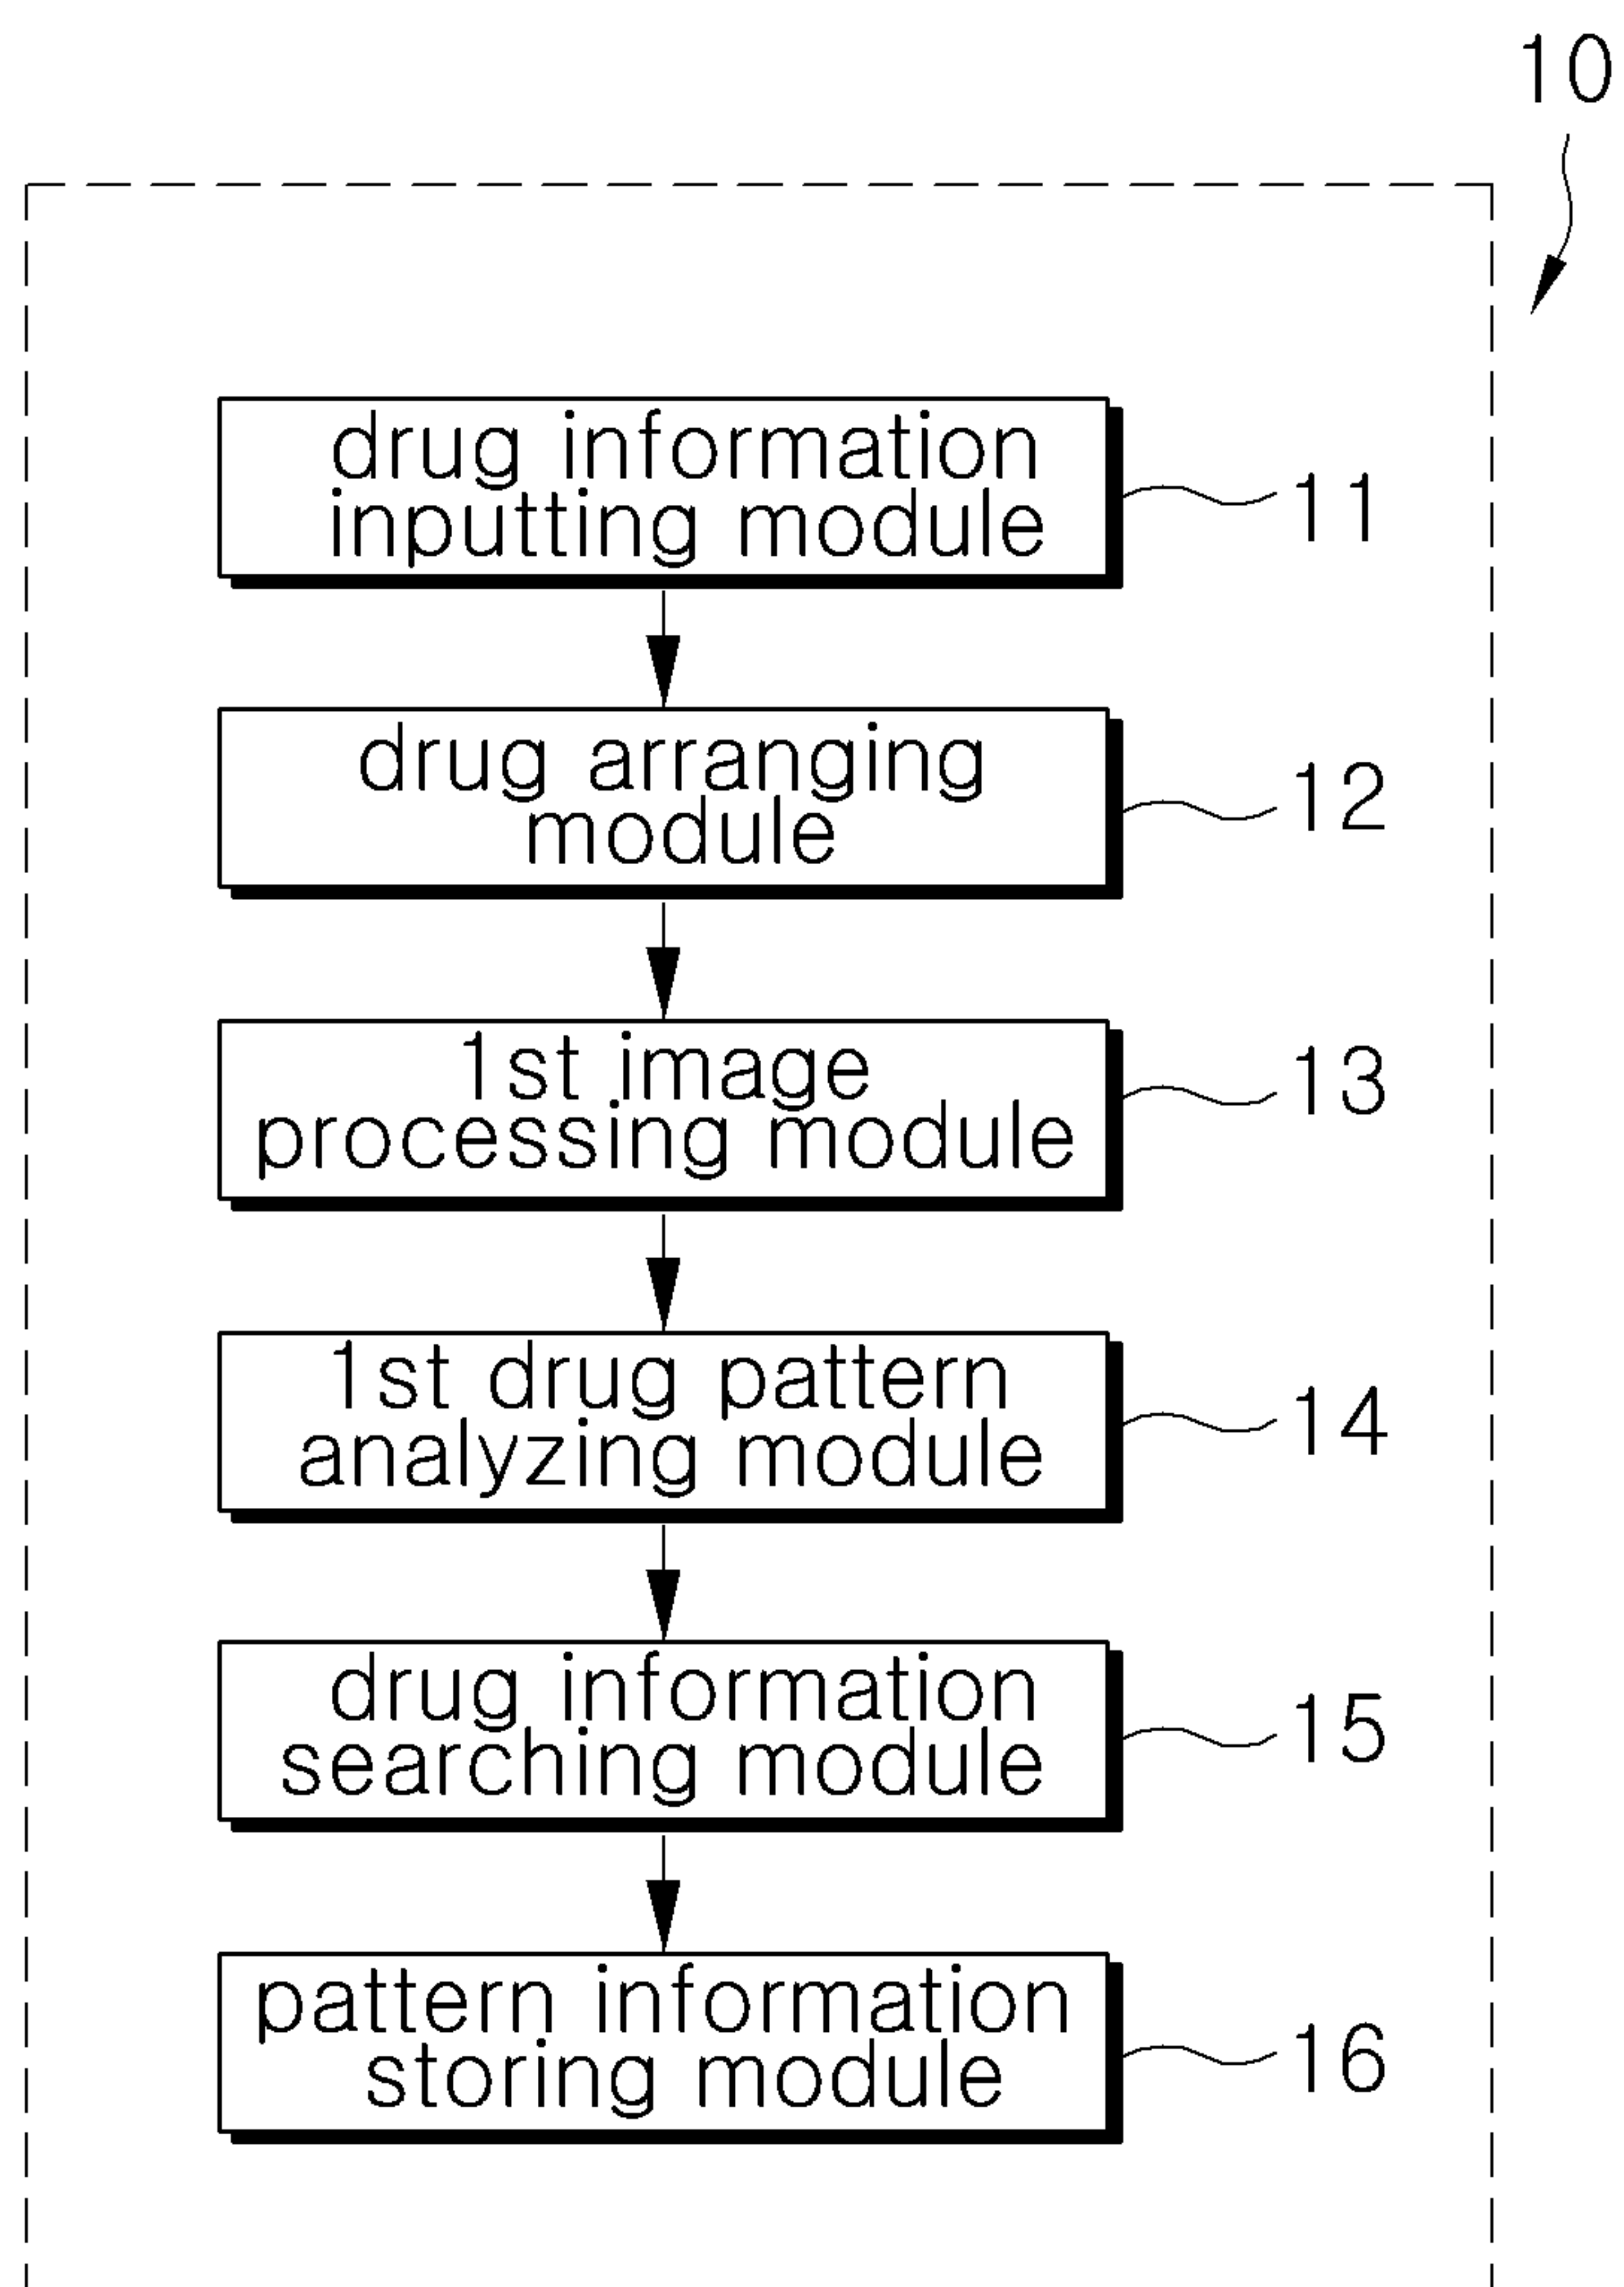 10
drug information
inputting module
11
drug arranging
module
12
1st image
processing module
13
1st drug pattern
analyzing module
14
drug information
searching module
15
pattern information
storing module
16